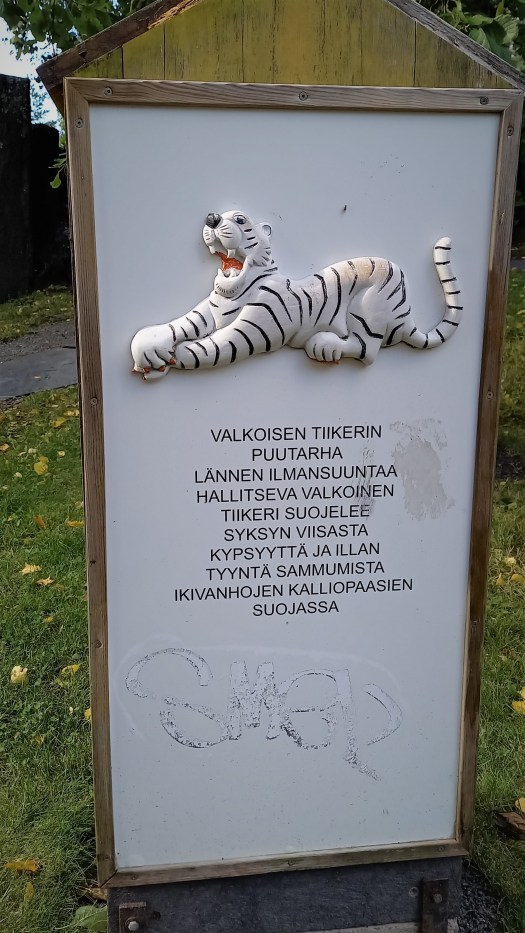 VALKOISEN TIIKERIN
PUUTARHA
LÄNNEN ILMANSUUNTAA
HALLITSEVA VALKOINEN
TIIKERI SUOJELEE
SYKSYN VIISASTA
KYPSYYTTÄ JA ILLAN
TYYNTÄ SAMMUMISTA
IKIVANHOJEN KALLIOPAASIEN
SUOJASSA